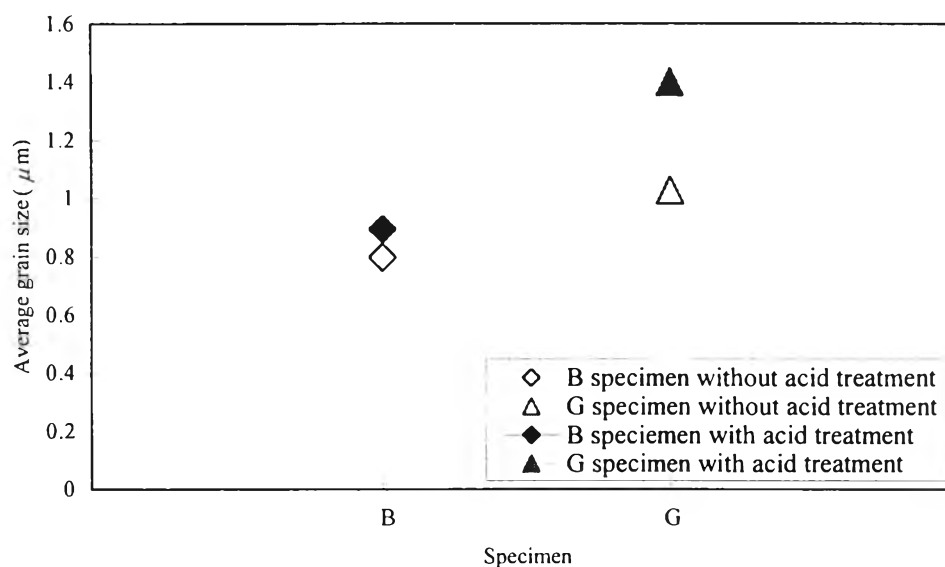 1.6
1.4
1.2
1
0.8
0.6
0.4
0.2
0
Average grain size( μm)
B specimen without acid treatment
G specimen without acid treatment
B speciemen with acid treatment
G specimen with acid treatment
B G
Specimen